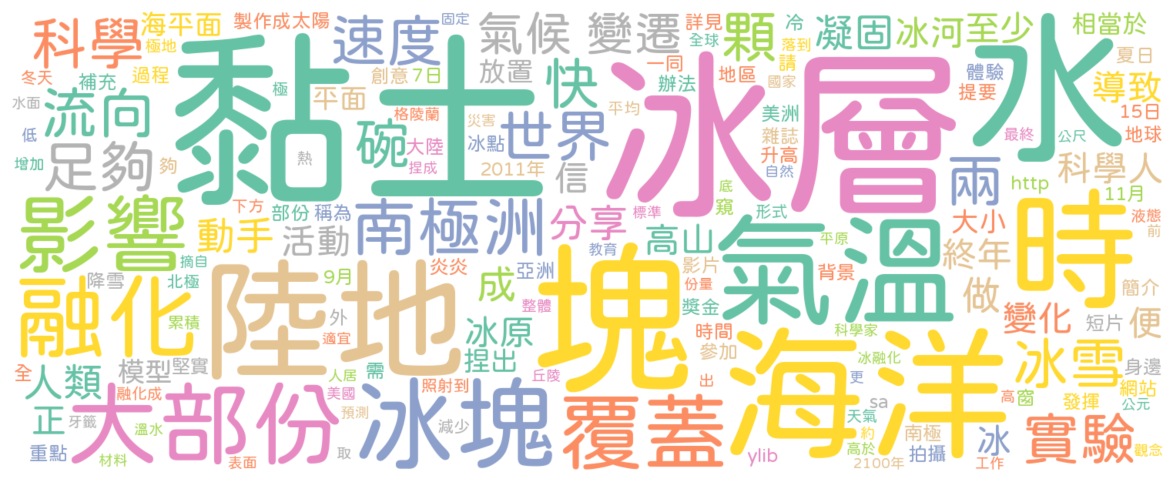 科學
海平面
極地
製作成太陽
速度
固定
氣候 變遷
詳見
全球
顆
落到
請
冷
凝固
冰河
至少
相當於
冬天
補充
過程
黏土
極
創意
7日
平面
放置
快
一同
辦法
地區
國家
水
體驗
提要
夏日
導致
15日
地球
水面
流向
低
增加
足夠
夠
熱
格陵蘭
大陸
捏成
碗
災害
冰點
2011年
世界
信
平均
冰層
美洲
雜誌
升高
自然
最終
公尺
兩
http
科學人
11月
液態
前
影響
下方
動手
部份
稱為
活動
南極洲
分享
標準
教育
底
窺
形式
高山
平原
大小
終年
時
降雪
摘自
北極
9月
炎炎
亞洲
成
整體
影片
份量
獎金
氣溫
背景
做
簡介
融化
累積
外
適宜
陸地
冰原
捏出
塊
時間
參加
科學家
變化
短片
便
全
人類
模型
堅實
融化成
人居
美國
照射到
需
丘陵
出
海洋
冰融化
更
冰雪
身邊
網站
正
牙籤
大部份
預測
冰塊
減少
覆蓋
sa
天氣
約
高
窗
發揮
公元
重點
溫水
材料
表面
取
ylib
高於
2100年
南極
拍攝
冰
工作
實驗
觀念